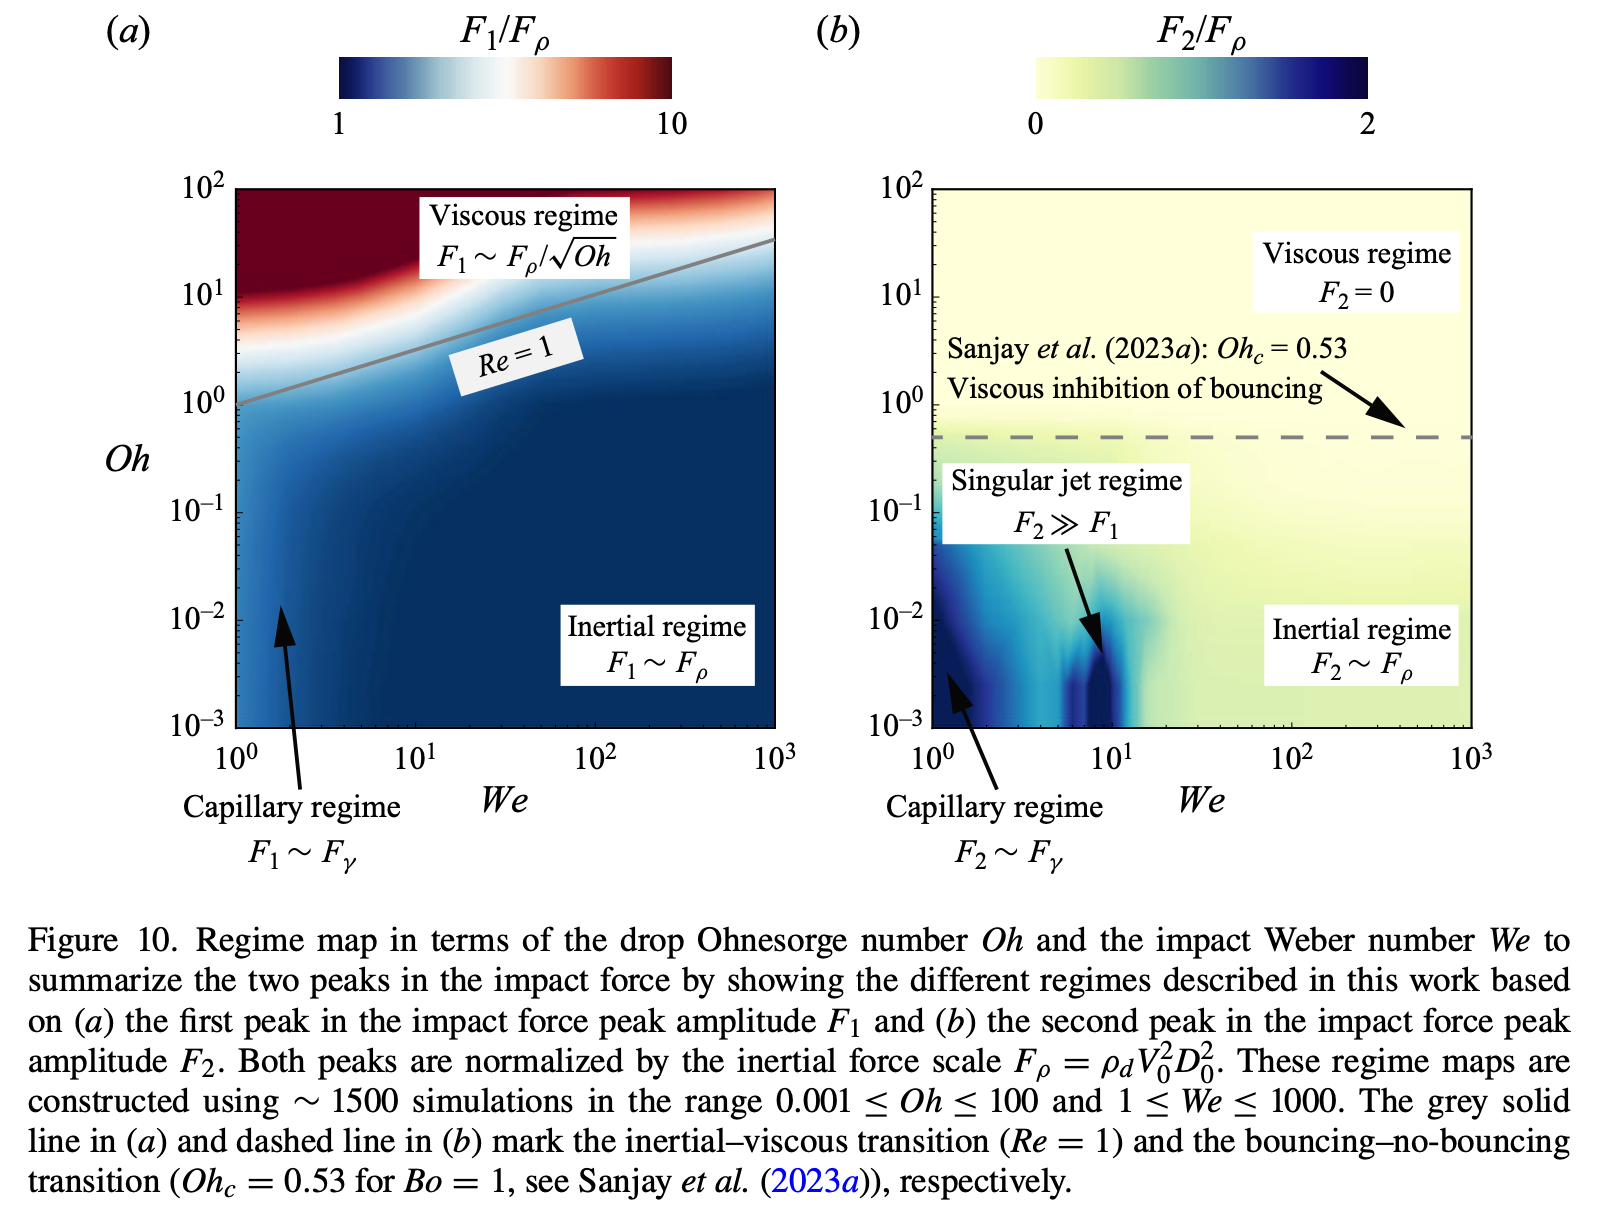 (a)
F₁/Fρ
1
10
10²
10¹
10⁰
10⁻¹
10⁻²
10⁻³
Oh
Viscous regime
F₁ ~ Fρ/√Oh
Re = 1
Inertial regime
F₁ ~ Fρ
10⁰
10¹
10²
10³
We
Capillary regime
F₁ ~ Fγ
(b)
F₂/Fρ
0
2
10²
10¹
10⁰
10⁻¹
10⁻²
10⁻³
Viscous regime
F₂ = 0
Sanjay et al. (2023a): Ohc = 0.53
Viscous inhibition of bouncing
Singular jet regime
F₂ ≫ F₁
Inertial regime
F₂ ~ Fρ
10⁰
10¹
10²
10³
We
Capillary regime
F₂ ~ Fγ
Figure 10. Regime map in terms of the drop Ohnesorge number Oh and the impact Weber number We to
summarize the two peaks in the impact force by showing the different regimes described in this work based
on (a) the first peak in the impact force peak amplitude F₁ and (b) the second peak in the impact force peak
amplitude F₂. Both peaks are normalized by the inertial force scale Fρ = ρdV₀²D₀². These regime maps are
constructed using ~ 1500 simulations in the range 0.001 ≤ Oh ≤ 100 and 1 ≤ We ≤ 1000. The grey solid
line in (a) and dashed line in (b) mark the inertial–viscous transition (Re = 1) and the bouncing–no-bouncing
transition (Ohc = 0.53 for Bo = 1, see Sanjay et al. (2023a)), respectively.